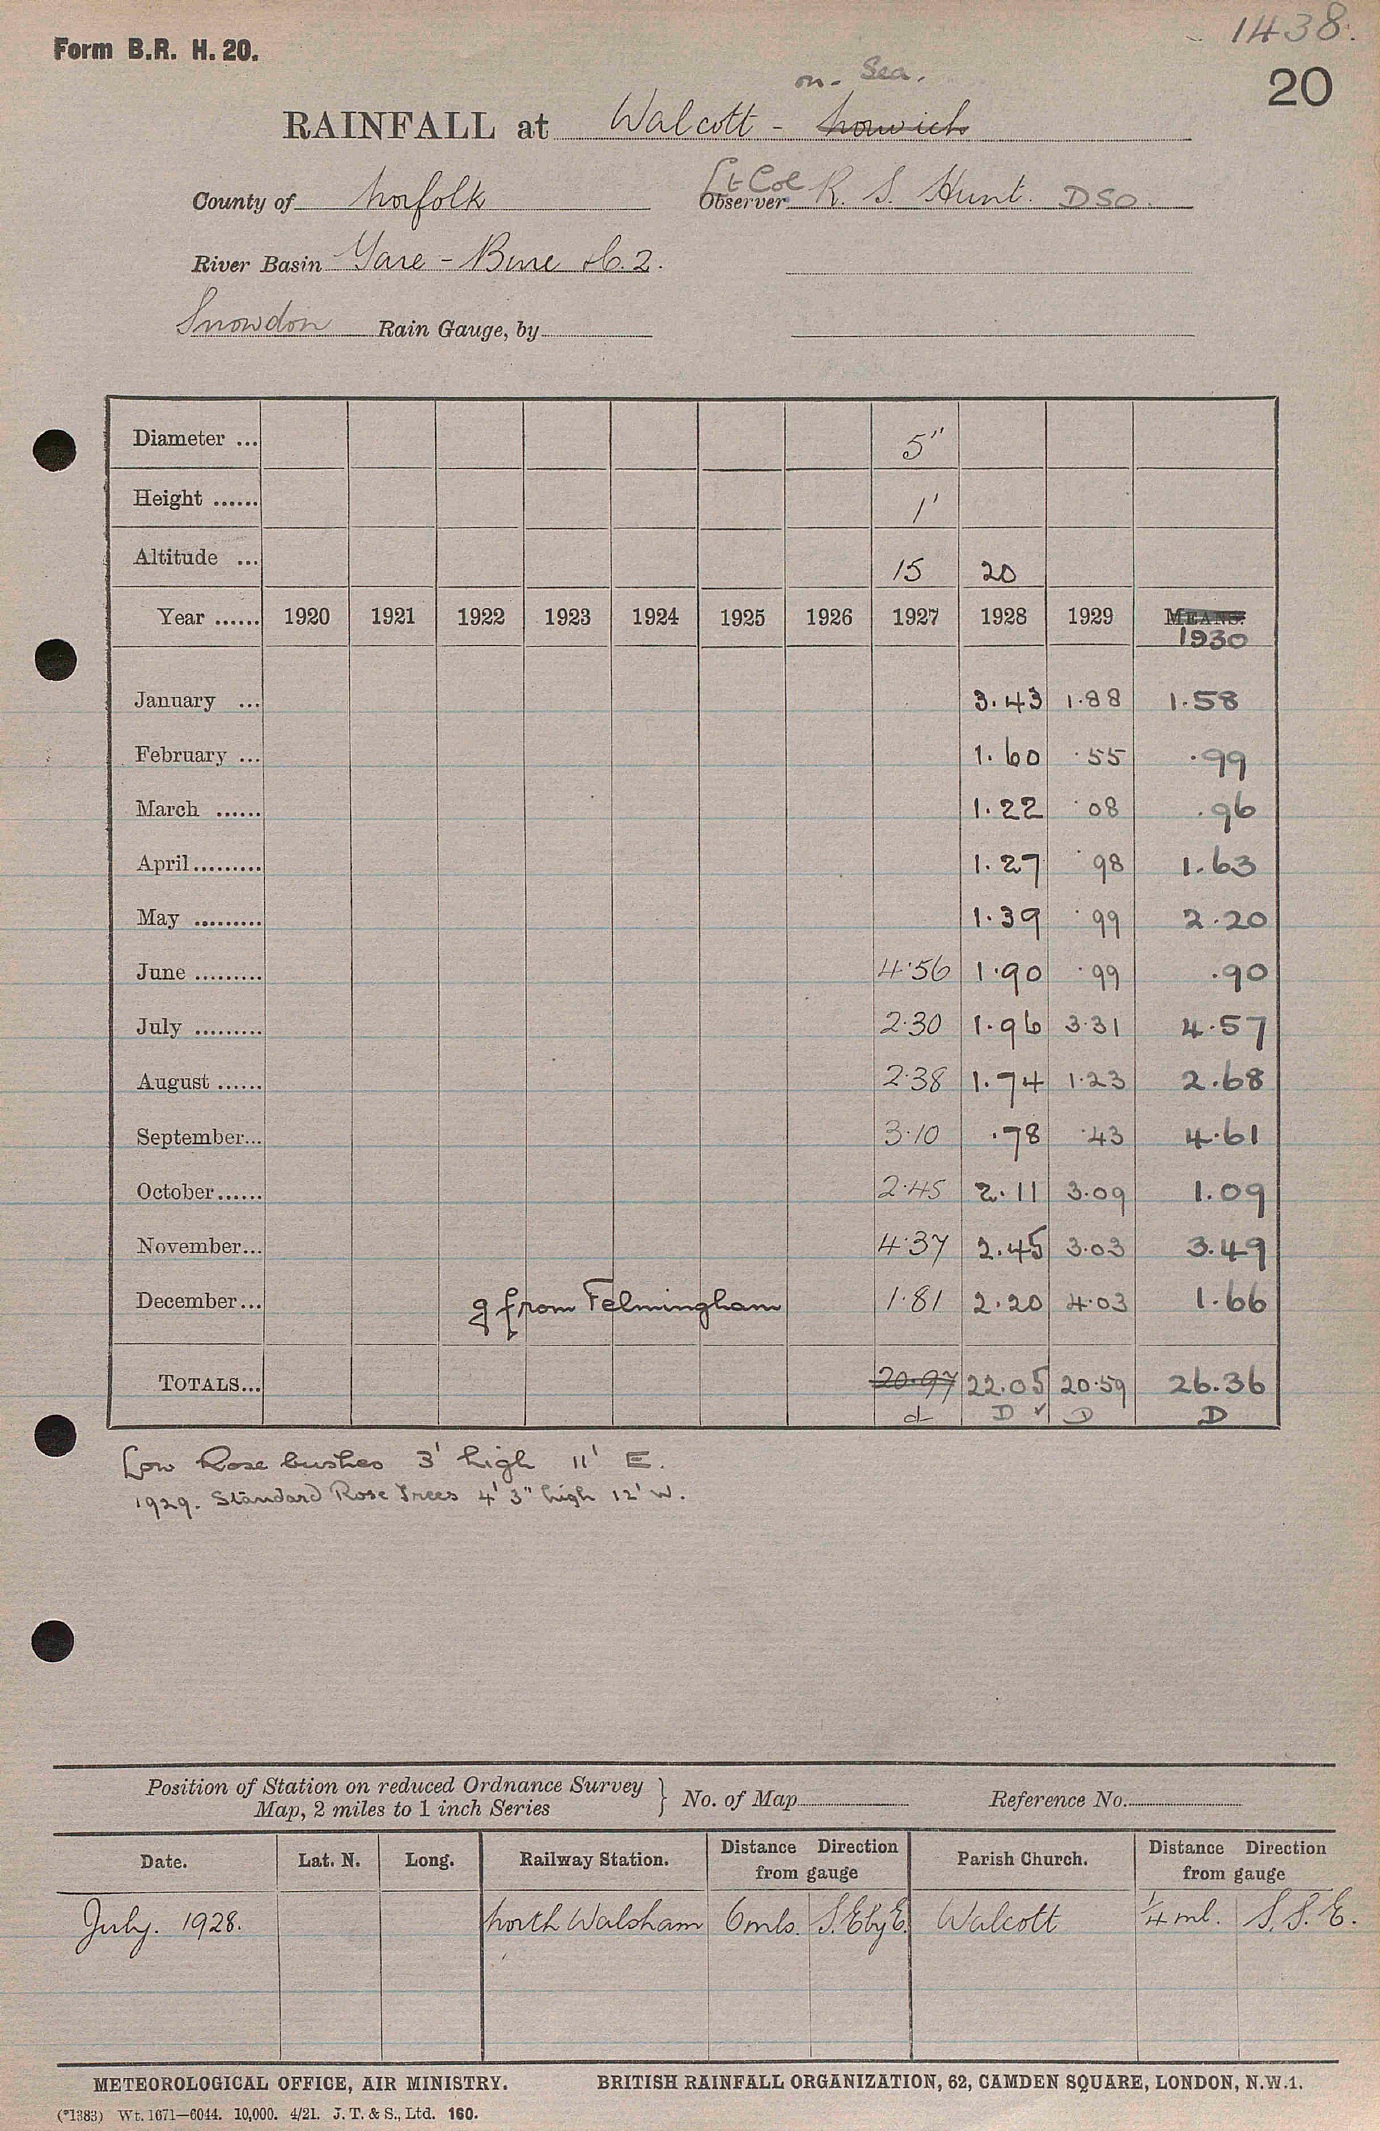 1438.
Form B.R. H. 20.
20
on - Sea.
RAINFALL at Walcott - Norwich
County of Norfolk Lt Col Observer R. S. Hunt. DSO.
River Basin Yare - Bure &c. 2.
Snowdon Rain Gauge, by
Diameter ... 5"
Height ...... 1'
Altitude ... 15 20
Year ...... 1920 1921 1922 1923 1924 1925 1926 1927 1928 1929 MEANS.
1930
January ... 3.43 1.88 1.58
February ... 1.60 .55 .99
March ...... 1.22 .08 .96
April ......... 1.27 .98 1.63
May ......... 1.39 .99 2.20
June ......... 4.56 1.90 .99 .90
July ......... 2.30 1.96 3.31 4.57
August ...... 2.38 1.74 1.23 2.68
September... 3.10 .78 .43 4.61
October ...... 2.45 2.11 3.09 1.09
November... 4.37 2.45 3.03 3.49
December... g from Felmingham 1.81 2.20 4.03 1.66
TOTALS... 20.97 22.05 20.59 26.36
d D ✓ D D
Low Rose bushes 3' high 11' E.
1929. Standard Rose Trees 4' 3" high 12' W.
Position of Station on reduced Ordnance Survey
Map, 2 miles to 1 inch Series } No. of Map Reference No.
Date. Lat. N. Long. Railway Station. Distance Direction from gauge Parish Church. Distance Direction from gauge
July. 1928. North Walsham 6 mls. S.E by E. Walcott 1/4 ml. S.S.E.
METEOROLOGICAL OFFICE, AIR MINISTRY. BRITISH RAINFALL ORGANIZATION, 62, CAMDEN SQUARE, LONDON, N.W.1.
(*1383) Wt. 1671—6044. 10,000. 4/21. J. T. & S., Ltd. 160.